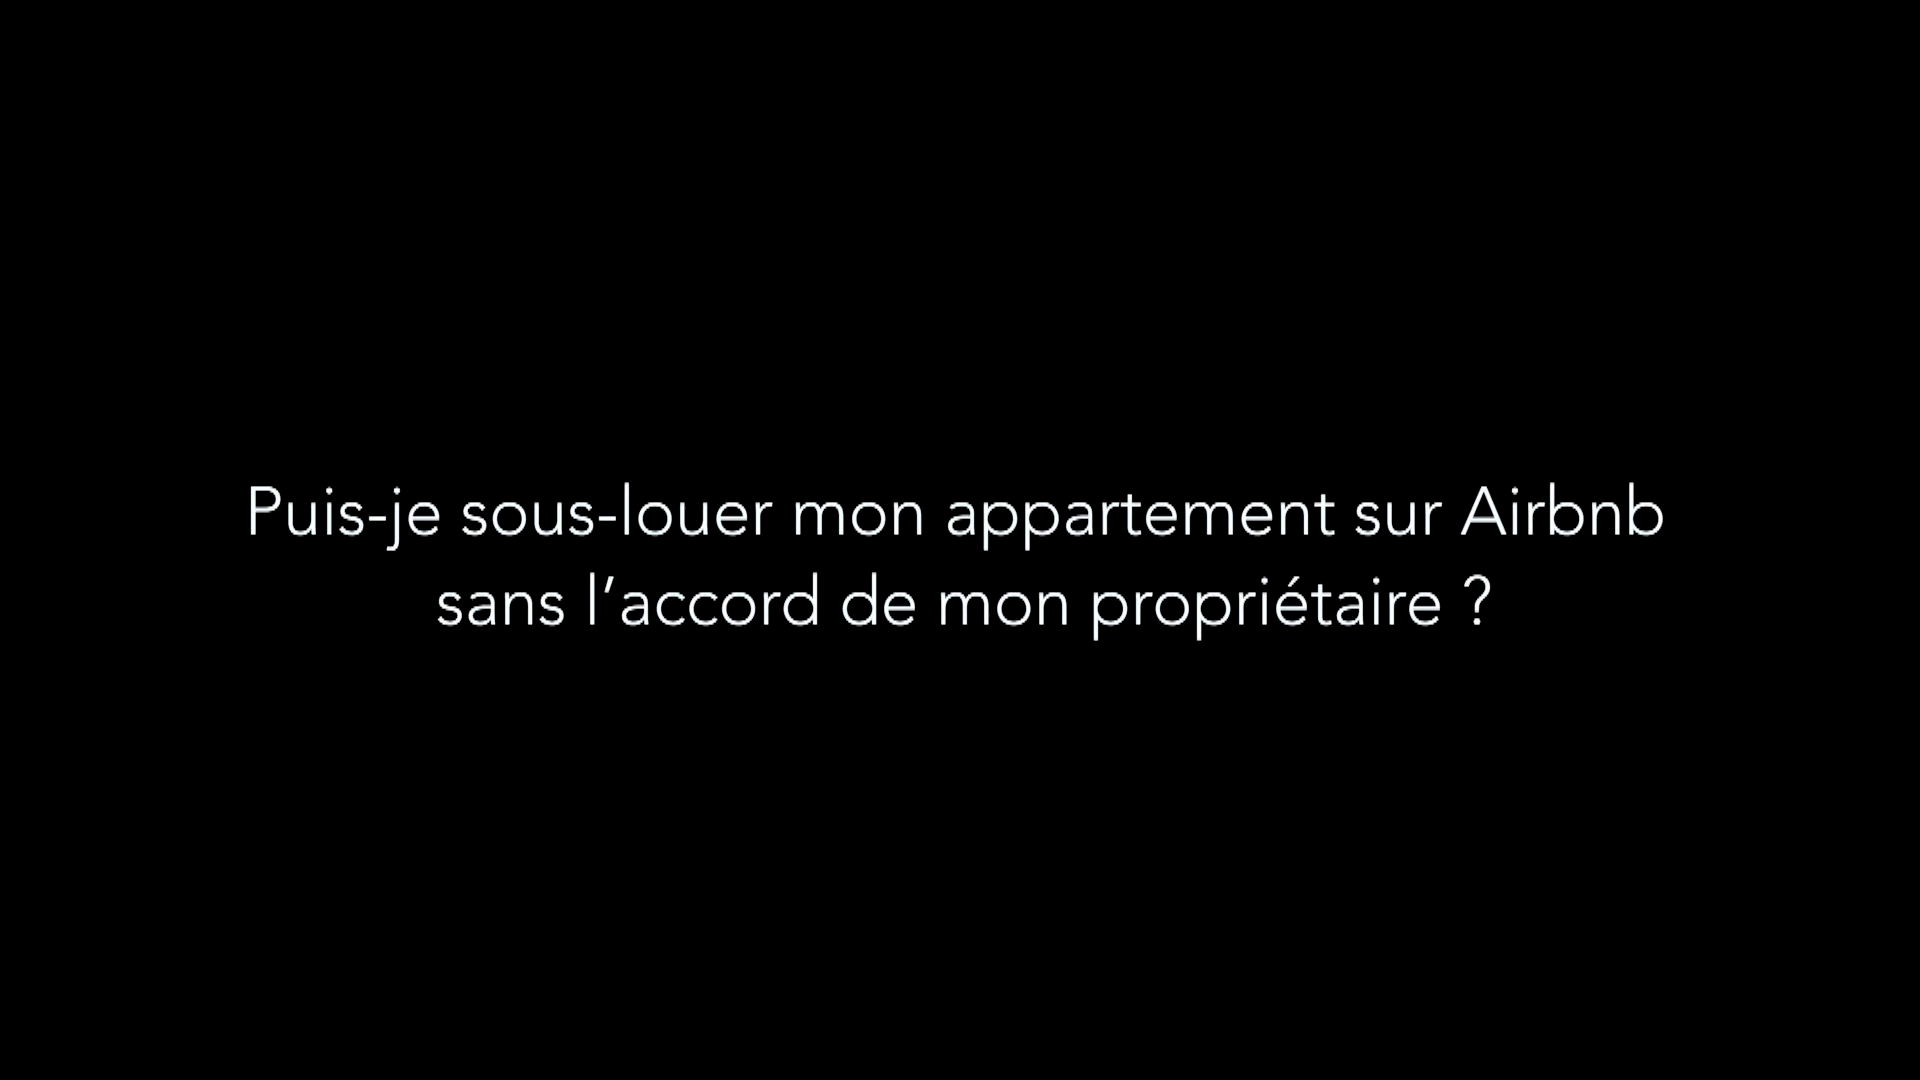 Puis-je sous-louer mon appartement sur Airbnb
sans l’accord de mon propriétaire ?